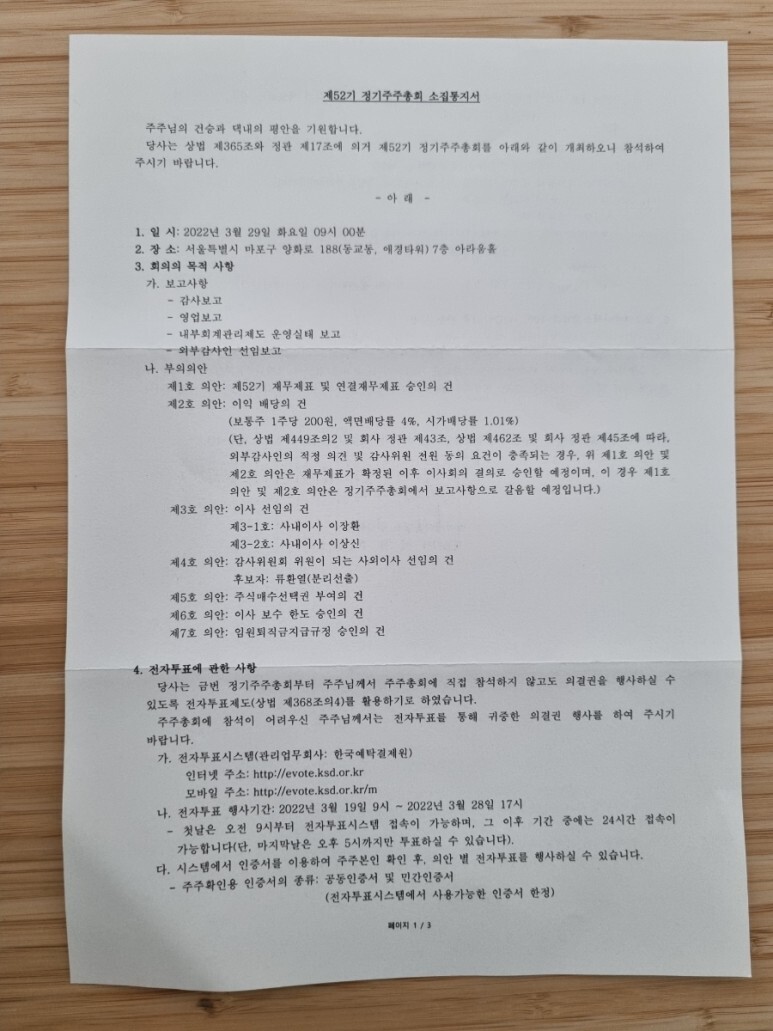 제52기 정기주주총회 소집통지서
주주님의 건승과 댁내의 평안을 기원합니다.
당사는 상법 제365조와 정관 제17조에 의거 제52기 정기주주총회를 아래와 같이 개최하오니 참석하여
주시기 바랍니다.
- 아 래 -
1. 일 시: 2022년 3월 29일 화요일 09시 00분
2. 장 소: 서울특별시 마포구 양화로 188(동교동, 애경타워) 7층 아라움홀
3. 회의의 목적 사항
가. 보고사항
- 감사보고
- 영업보고
- 내부회계관리제도 운영실태 보고
- 외부감사인 선임보고
나. 부의의안
제1호 의안: 제52기 재무제표 및 연결재무제표 승인의 건
제2호 의안: 이익 배당의 건
(보통주 1주당 200원, 액면배당률 4%, 시가배당률 1.01%)
(단, 상법 제449조의2 및 회사 정관 제43조, 상법 제462조 및 회사 정관 제45조에 따라,
외부감사인의 적정 의견 및 감사위원 전원 동의 요건이 충족되는 경우, 위 제1호 의안 및
제2호 의안은 재무제표가 확정된 이후 이사회의 결의로 승인할 예정이며, 이 경우 제1호
의안 및 제2호 의안은 정기주주총회에서 보고사항으로 갈음할 예정입니다.)
제3호 의안: 이사 선임의 건
제3-1호: 사내이사 이장환
제3-2호: 사내이사 이상신
제4호 의안: 감사위원회 위원이 되는 사외이사 선임의 건
후보자: 류환열(분리선출)
제5호 의안: 주식매수선택권 부여의 건
제6호 의안: 이사 보수 한도 승인의 건
제7호 의안: 임원퇴직금지급규정 승인의 건
4. 전자투표에 관한 사항
당사는 금번 정기주주총회부터 주주님께서 주주총회에 직접 참석하지 않고도 의결권을 행사하실 수
있도록 전자투표제도(상법 제368조의4)를 활용하기로 하였습니다.
주주총회에 참석이 어려우신 주주님께서는 전자투표를 통해 귀중한 의결권 행사를 하여 주시기
바랍니다.
가. 전자투표시스템(관리업무회사: 한국예탁결제원)
인터넷 주소: http://evote.ksd.or.kr
모바일 주소: http://evote.ksd.or.kr/m
나. 전자투표 행사기간: 2022년 3월 19일 9시 ~ 2022년 3월 28일 17시
- 첫날은 오전 9시부터 전자투표시스템 접속이 가능하며, 그 이후 기간 중에는 24시간 접속이
가능합니다(단, 마지막날은 오후 5시까지만 투표하실 수 있습니다).
다. 시스템에서 인증서를 이용하여 주주본인 확인 후, 의안 별 전자투표를 행사하실 수 있습니다.
- 주주확인용 인증서의 종류: 공동인증서 및 민간인증서
(전자투표시스템에서 사용가능한 인증서 한정)
페이지 1 / 3